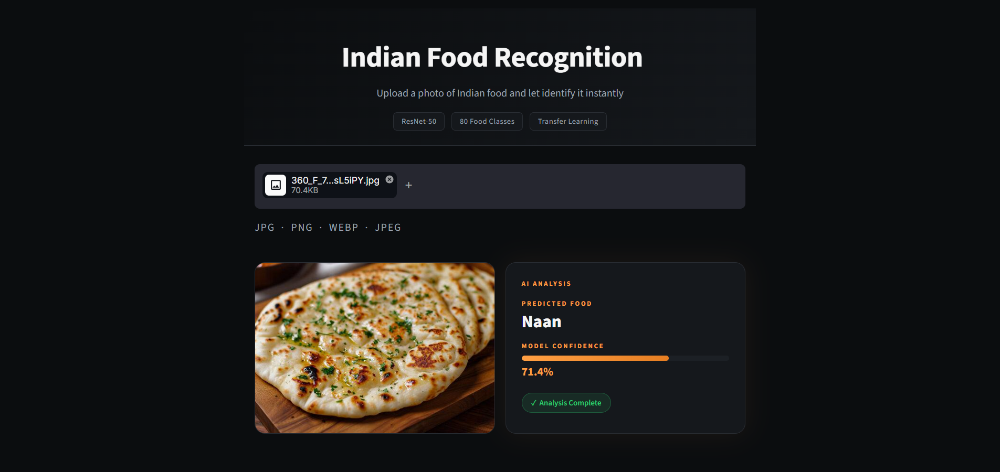 Indian Food Recognition
Upload a photo of Indian food and let identify it instantly
ResNet-50
80 Food Classes
Transfer Learning
360_F_7...sL5iPY.jpg
70.4KB
+
JPG · PNG · WEBP · JPEG
AI ANALYSIS
PREDICTED FOOD
Naan
MODEL CONFIDENCE
71.4%
✓ Analysis Complete